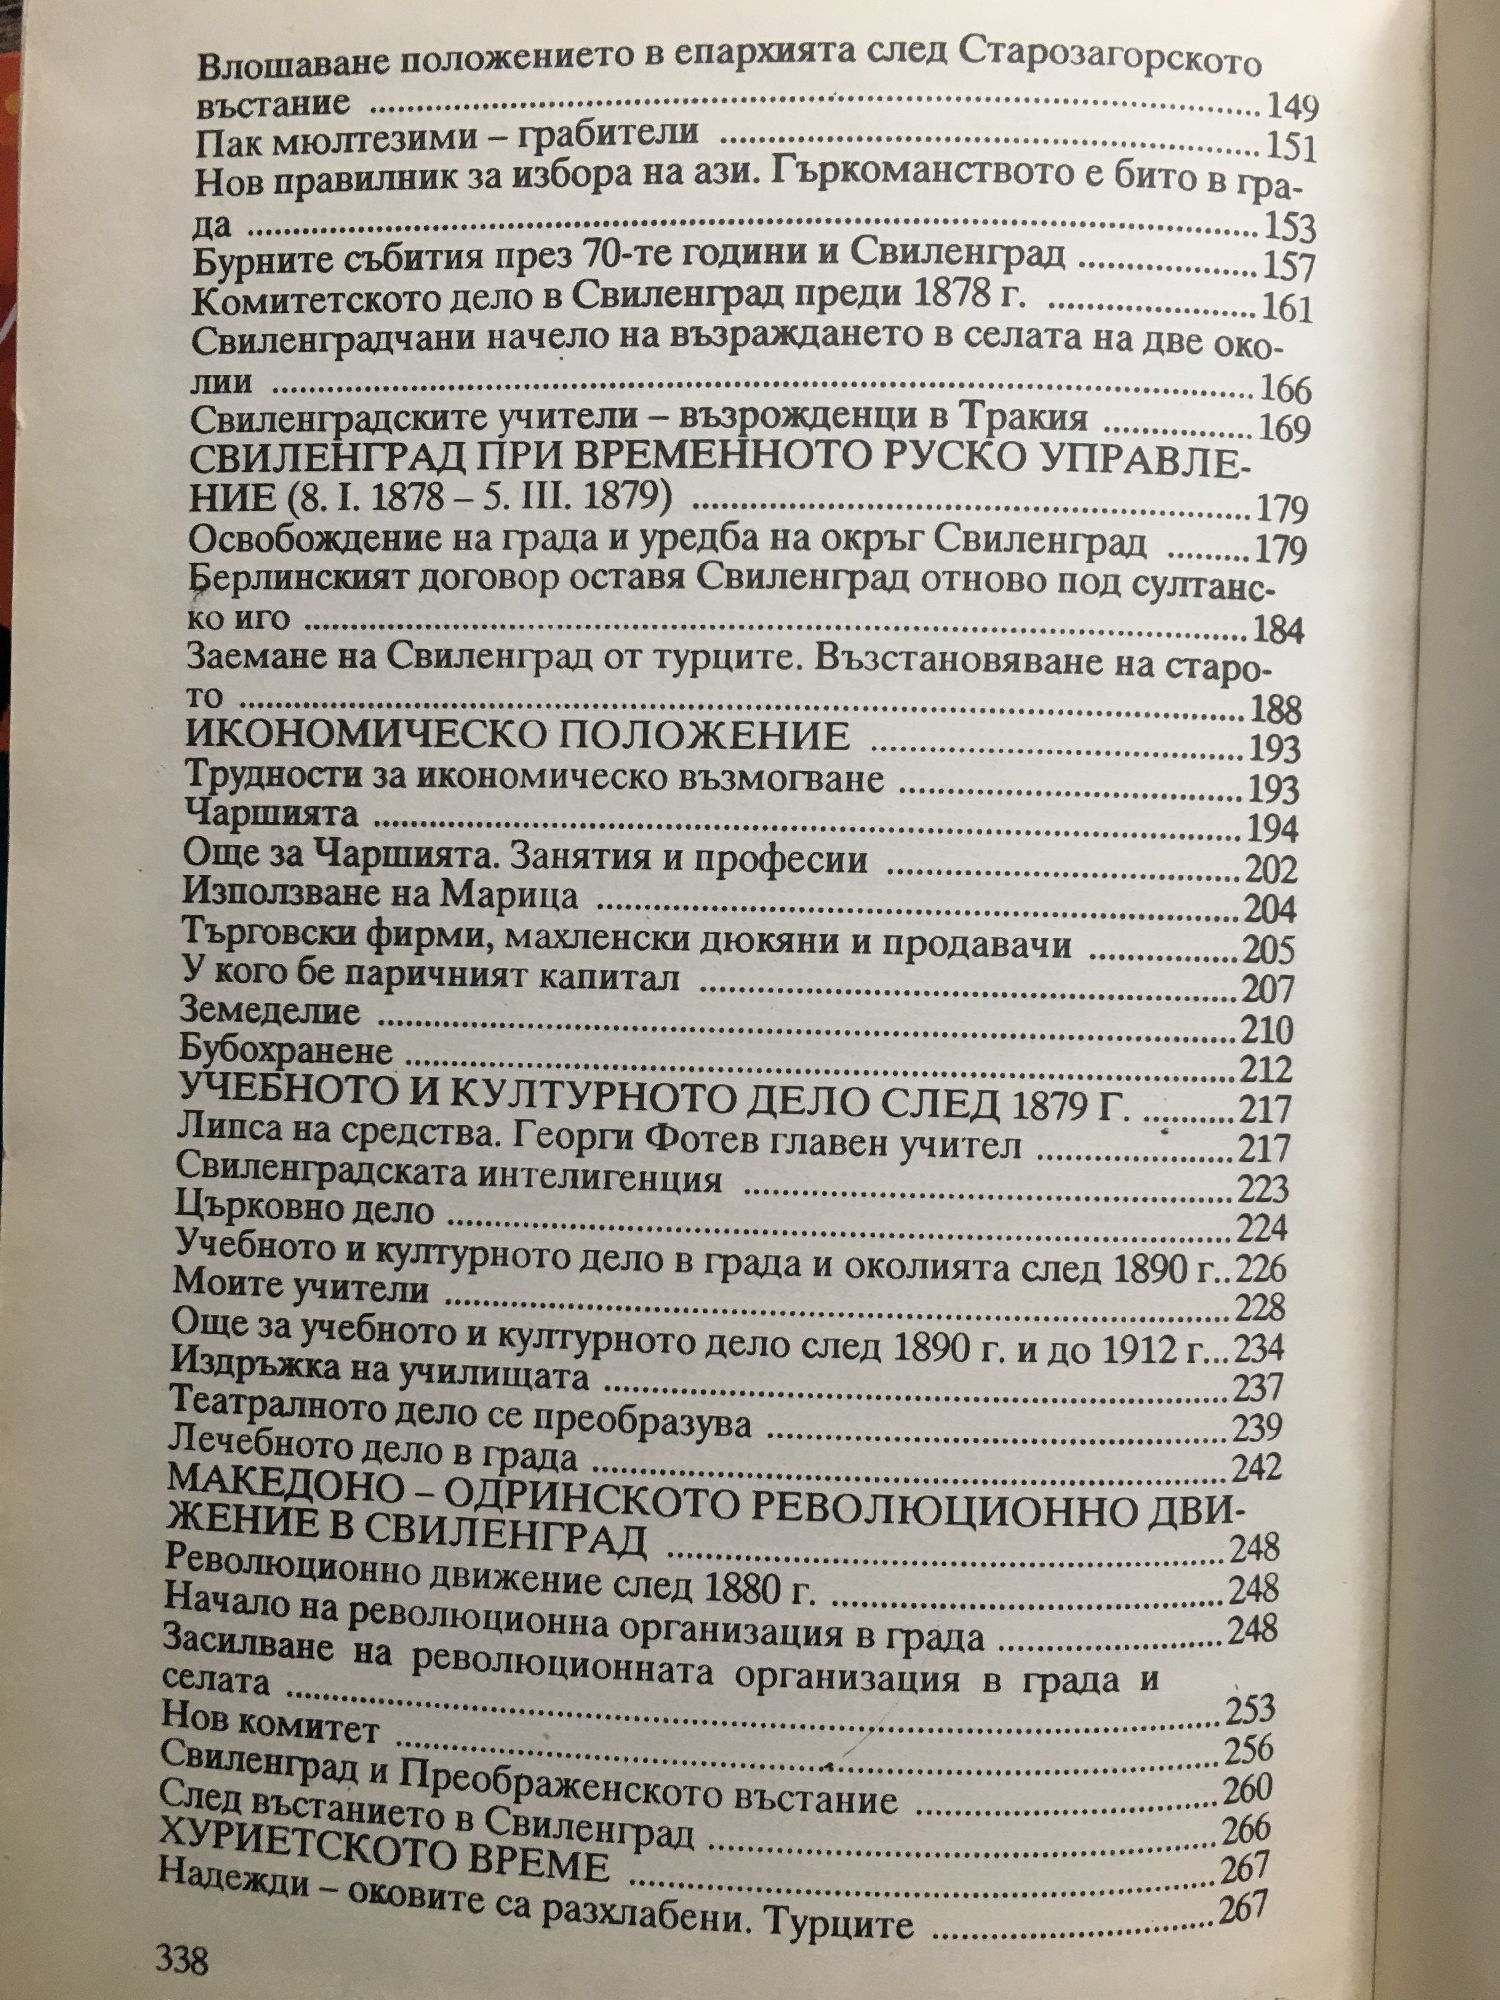 Влошаване положението в епархията след Старозагорското
въстание ........ 149
Пак мюлтезими – грабители ........ 151
Нов правилник за избора на ази. Гъркоманството е бито в гра-
да ........ 153
Бурните събития през 70-те години и Свиленград ........ 157
Комитетското дело в Свиленград преди 1878 г. ........ 161
Свиленградчани начело на възраждането в селата на две око-
лии ........ 166
Свиленградските учители – възрожденци в Тракия ........ 169
СВИЛЕНГРАД ПРИ ВРЕМЕННОТО РУСКО УПРАВЛЕ-
НИЕ (8. I. 1878 – 5. III. 1879) ........ 179
Освобождение на града и уредба на окръг Свиленград ........ 179
Берлинският договор оставя Свиленград отново под султанс-
ко иго ........ 184
Заемане на Свиленград от турците. Възстановяване на старо-
то ........ 188
ИКОНОМИЧЕСКО ПОЛОЖЕНИЕ ........ 193
Трудности за икономическо възмогване ........ 193
Чаршията ........ 194
Още за Чаршията. Занятия и професии ........ 202
Използване на Марица ........ 204
Търговски фирми, махленски дюкяни и продавачи ........ 205
У кого бе паричният капитал ........ 207
Земеделие ........ 210
Бубохранене ........ 212
УЧЕБНОТО И КУЛТУРНОТО ДЕЛО СЛЕД 1879 Г. ........ 217
Липса на средства. Георги Фотев главен учител ........ 217
Свиленградската интелигенция ........ 223
Църковно дело ........ 224
Учебното и културното дело в града и околията след 1890 г..226
Моите учители ........ 228
Още за учебното и културното дело след 1890 г. и до 1912 г...234
Издръжка на училищата ........ 237
Театралното дело се преобразува ........ 239
Лечебното дело в града ........ 242
МАКЕДОНО – ОДРИНСКОТО РЕВОЛЮЦИОННО ДВИ-
ЖЕНИЕ В СВИЛЕНГРАД ........ 248
Революционно движение след 1880 г. ........ 248
Начало на революционна организация в града ........ 248
Засилване на революционната организация в града и
селата ........ 253
Нов комитет ........ 256
Свиленград и Преображенското въстание ........ 260
След въстанието в Свиленград ........ 266
ХУРИЕТСКОТО ВРЕМЕ ........ 267
Надежди – оковите са разхлабени. Турците ........ 267
338